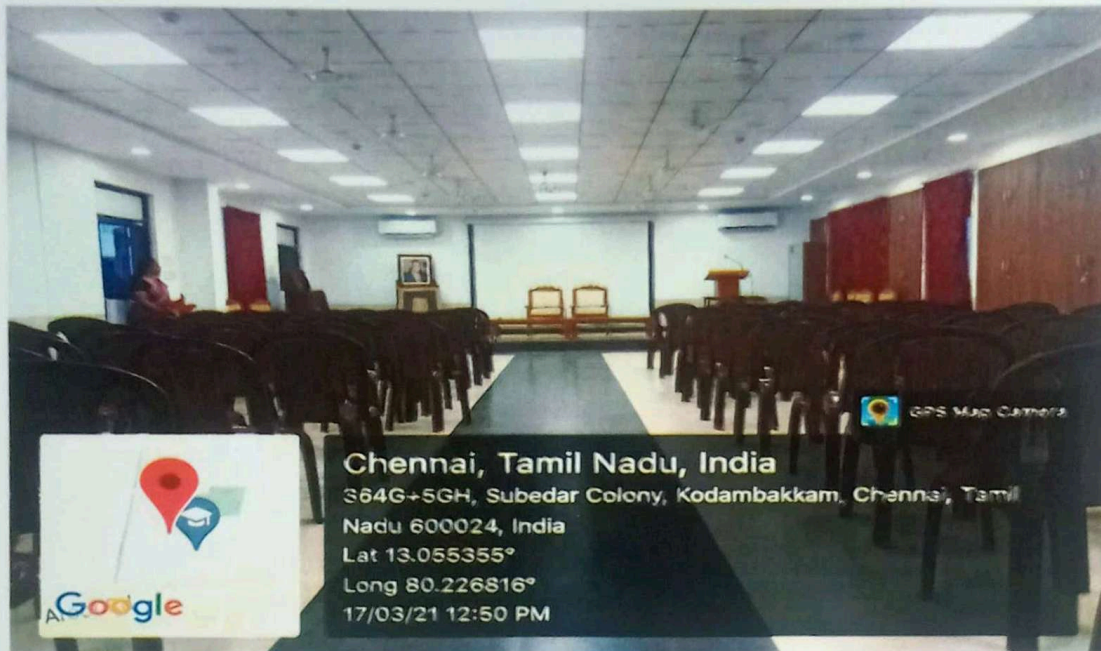 GPS Map Camera
Chennai, Tamil Nadu, India
S64G+5GH, Subedar Colony, Kodambakkam, Chennai, Tamil
Nadu 600024, India
Lat 13.055355°
Long 80.226816°
17/03/21 12:50 PM
Google